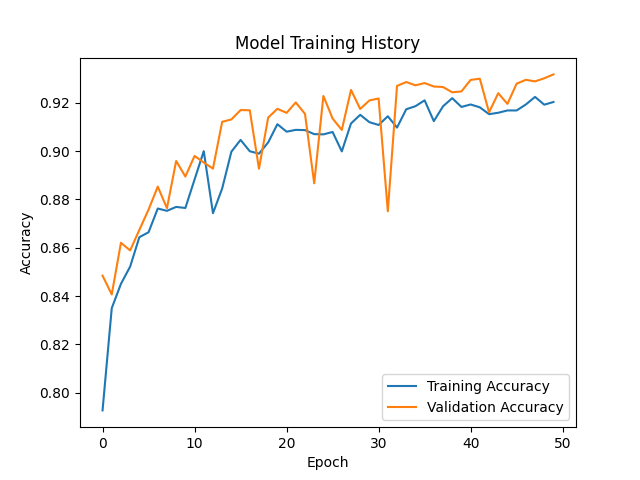 Model Training History
Accuracy
0.92
0.90
0.88
0.86
0.84
0.82
0.80
Training Accuracy
Validation Accuracy
0 10 20 30 40 50
Epoch